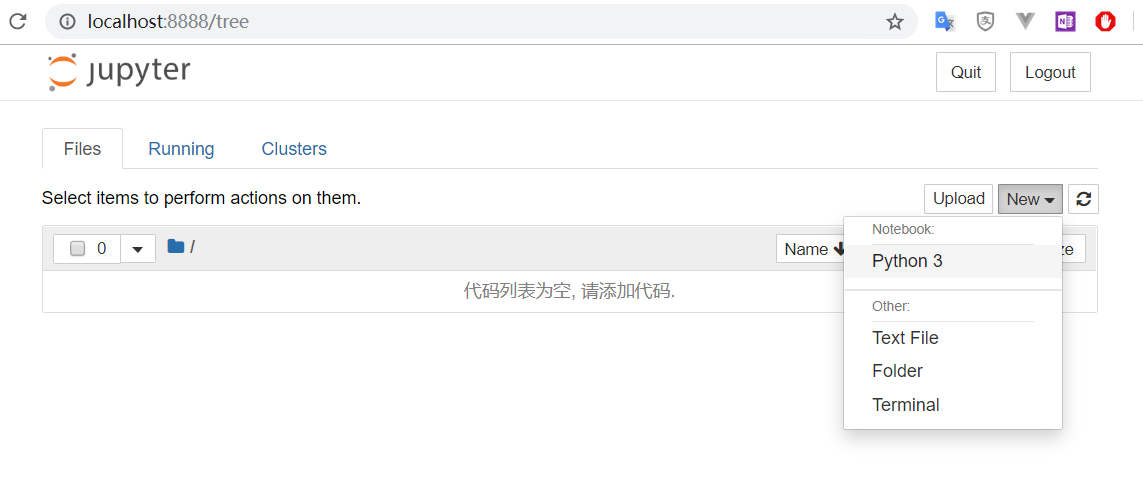 localhost:8888/tree
jupyter
Quit Logout
Files Running Clusters
Select items to perform actions on them.
Upload New
0 / Name ze
代码列表为空, 请添加代码.
Notebook:
Python 3
Other:
Text File
Folder
Terminal